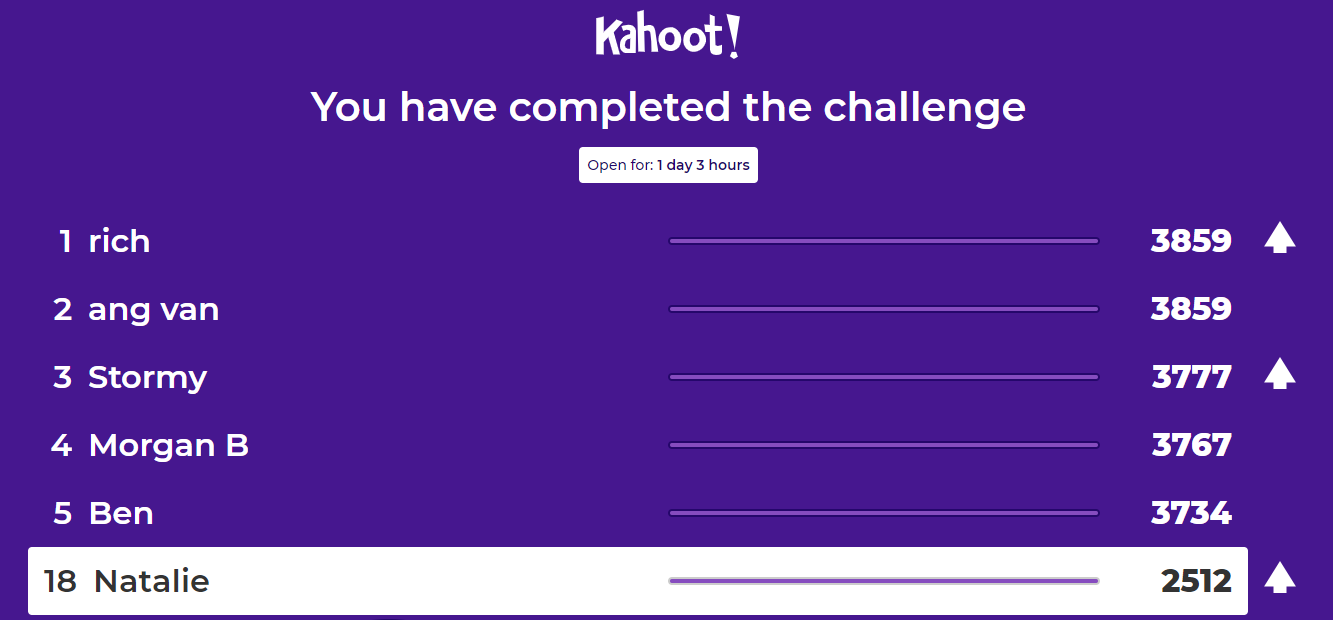 Kahoot!
You have completed the challenge
Open for: 1 day 3 hours
1 rich 3859
2 ang van 3859
3 Stormy 3777
4 Morgan B 3767
5 Ben 3734
18 Natalie 2512